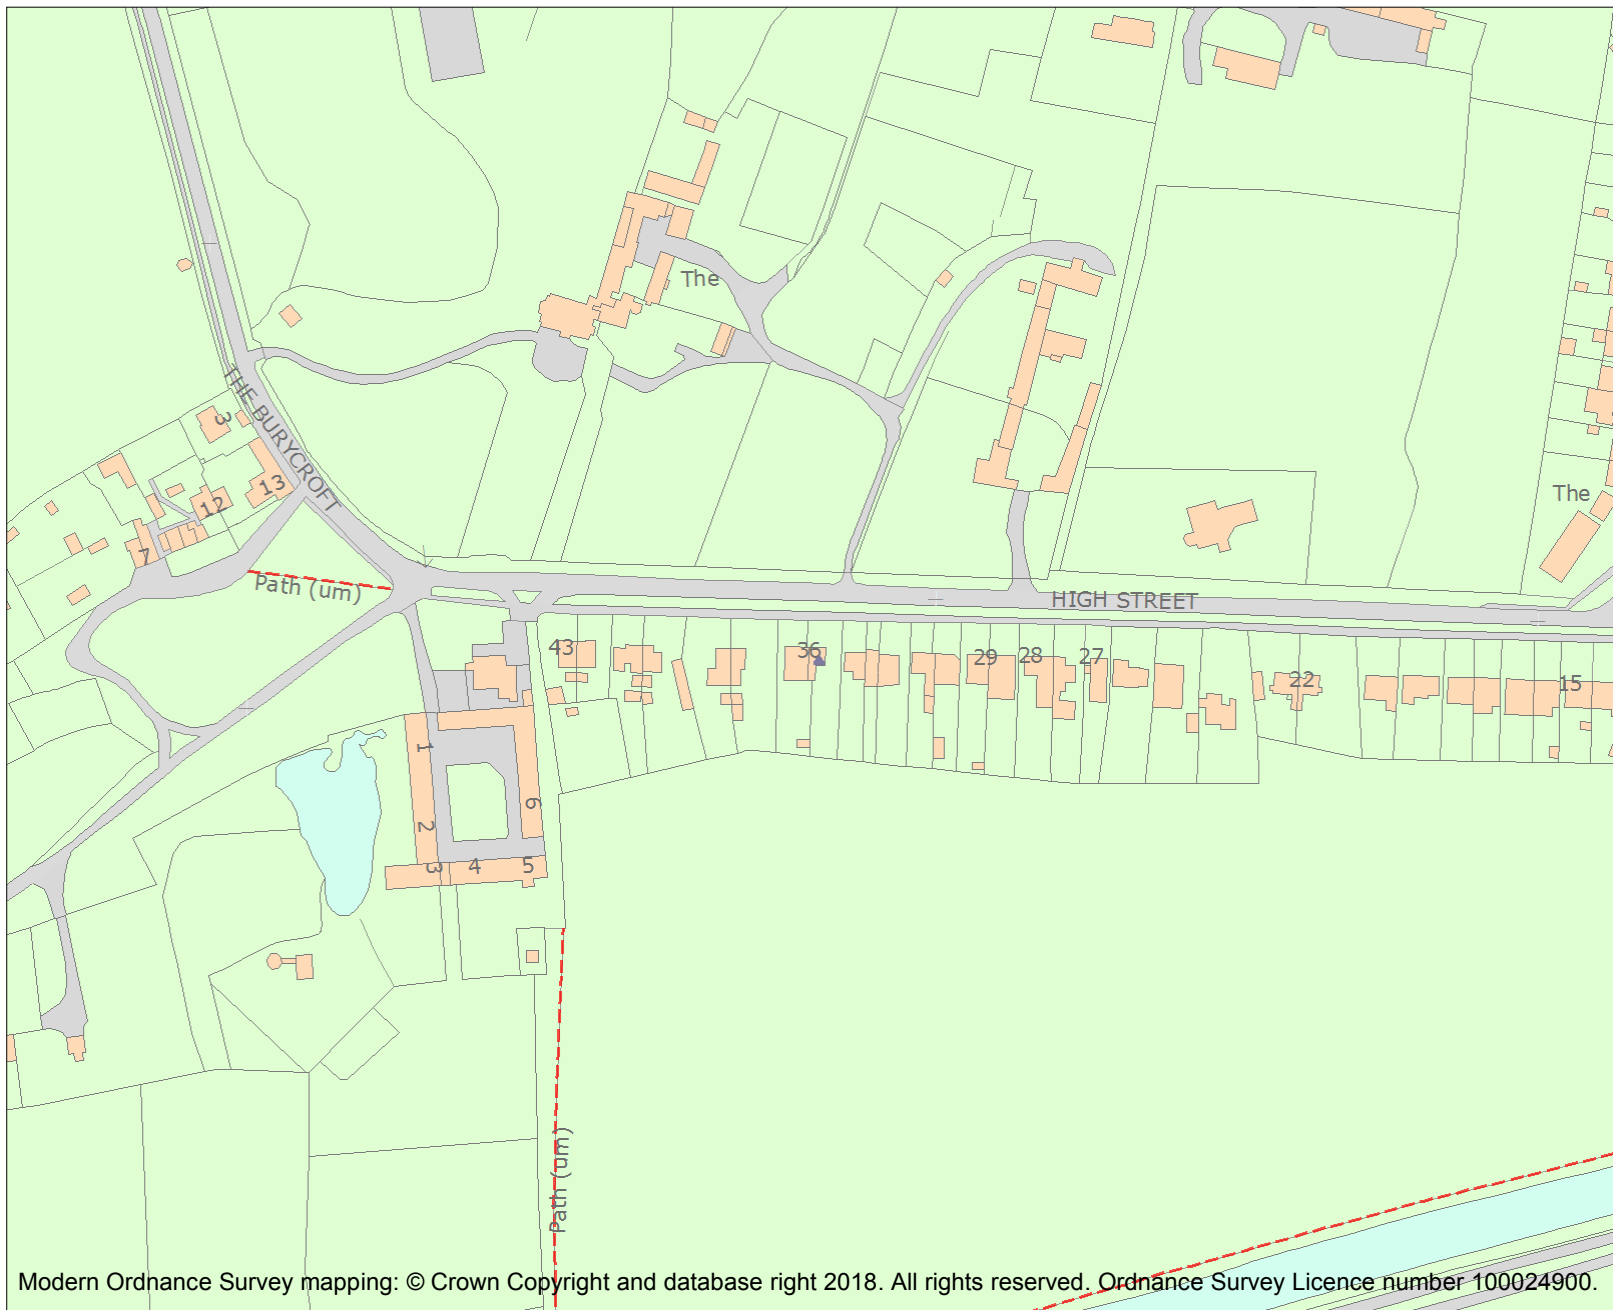 The
THE BURYCROFT
3
13
12
7
The
Path (um)
HIGH STREET
43
36
29
28
27
22
15
1
6
2
3
4
5
Path (um)
Modern Ordnance Survey mapping: © Crown Copyright and database right 2018. All rights reserved. Ordnance Survey Licence number 100024900.